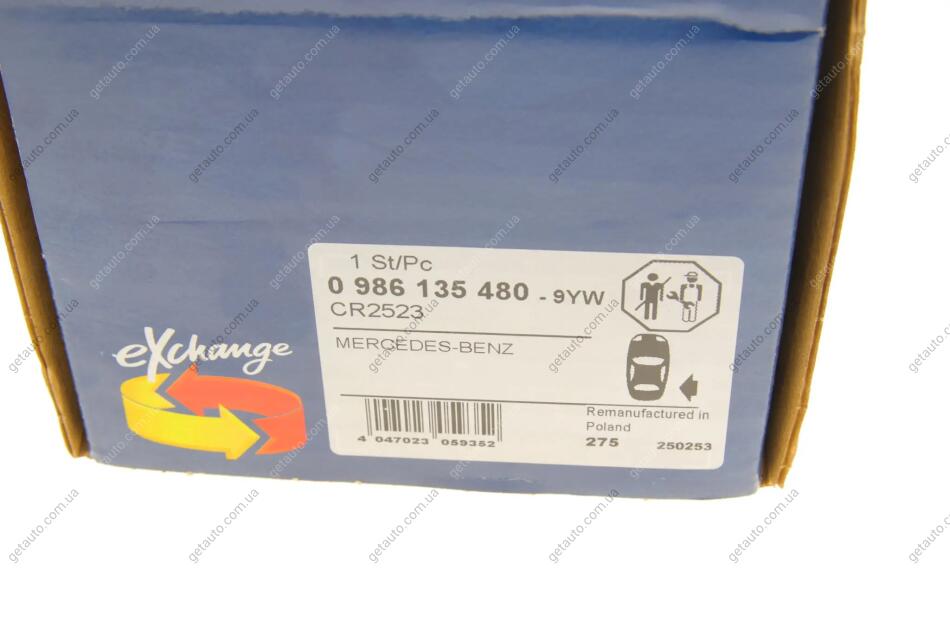 1 St/Pc
0 986 135 480 - 9YW
CR2523
MERCEDES-BENZ
eXchange
Remanufactured in
Poland
4 047023 059352
275
250253
getauto.com.ua